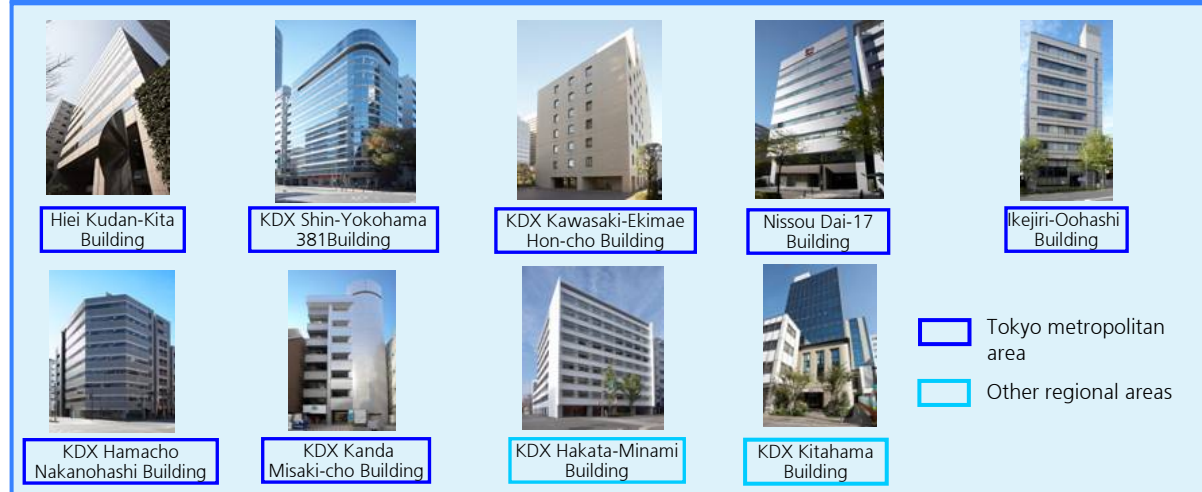 Hiei Kudan-Kita
Building
KDX Shin-Yokohama
381Building
KDX Kawasaki-Ekimae
Hon-cho Building
Nissou Dai-17
Building
Ikejiri-Oohashi
Building
KDX Hamacho
Nakanohashi Building
KDX Kanda
Misaki-cho Building
KDX Hakata-Minami
Building
KDX Kitahama
Building
Tokyo metropolitan
area
Other regional areas